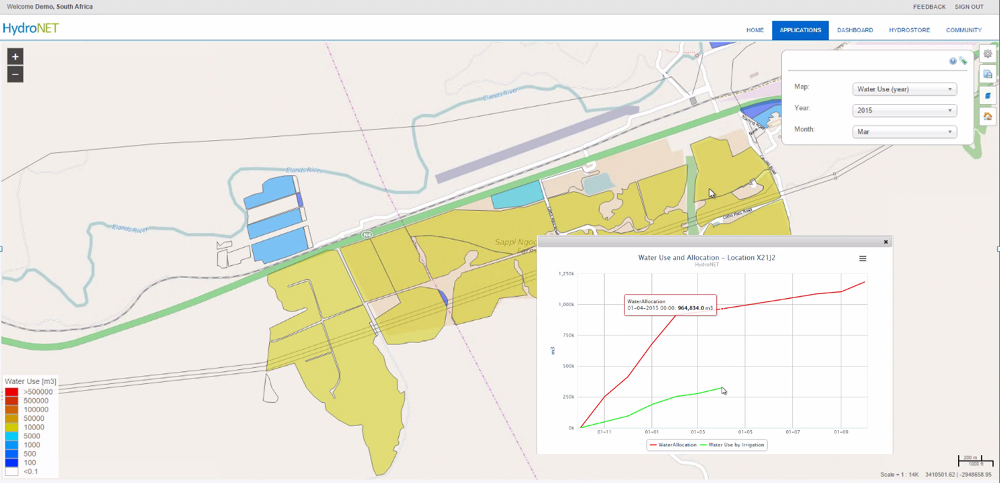 Welcome Demo, South Africa
FEEDBACK SIGN OUT
HydroNET
HOME APPLICATIONS DASHBOARD HYDROSTORE COMMUNITY
+
−
Map: Water Use (year)
Year: 2015
Month: Mar
Elands River
Elands River
Elands River
N4
Sappi Ngod
Farm
Water Use and Allocation - Location X21J2
HydroNET
1,250k
1,000k
750k
500k
250k
0k
m3
WaterAllocation
01-04-2015 00:00: 964,834.0 m3
01-11 01-01 01-03 01-05 01-07 01-09
WaterAllocation Water Use by Irrigation
Water Use [m3]
>500000
500000
100000
50000
10000
5000
1000
500
100
<0.1
200 m
1000 ft
Scale = 1 : 14K 3410501.62 | -2948658.95